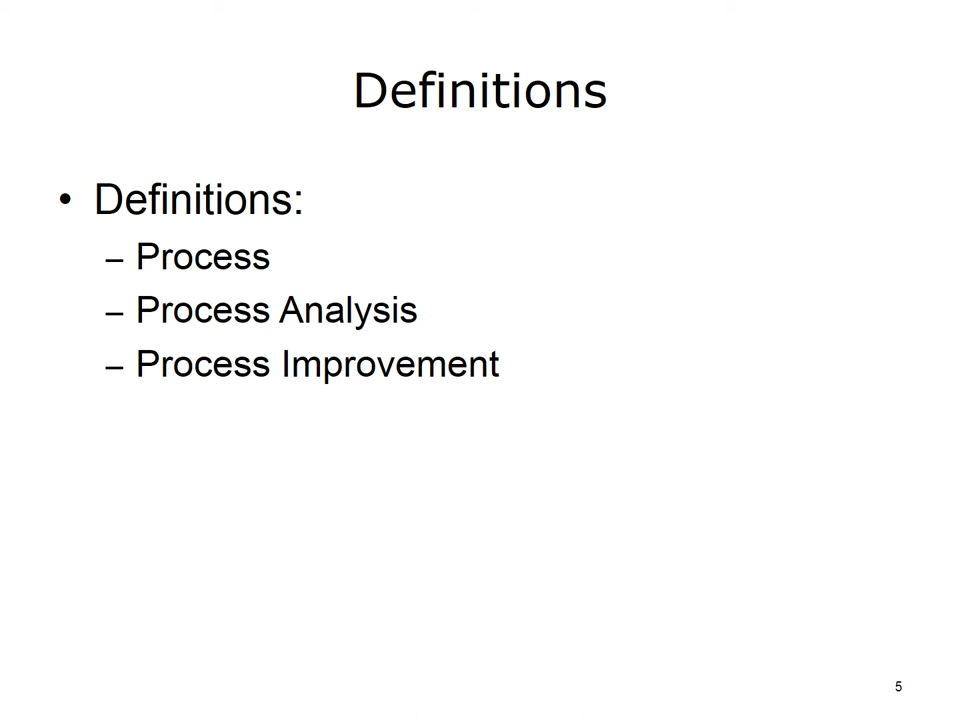 Definitions
• Definitions:
– Process
– Process Analysis
– Process Improvement
5